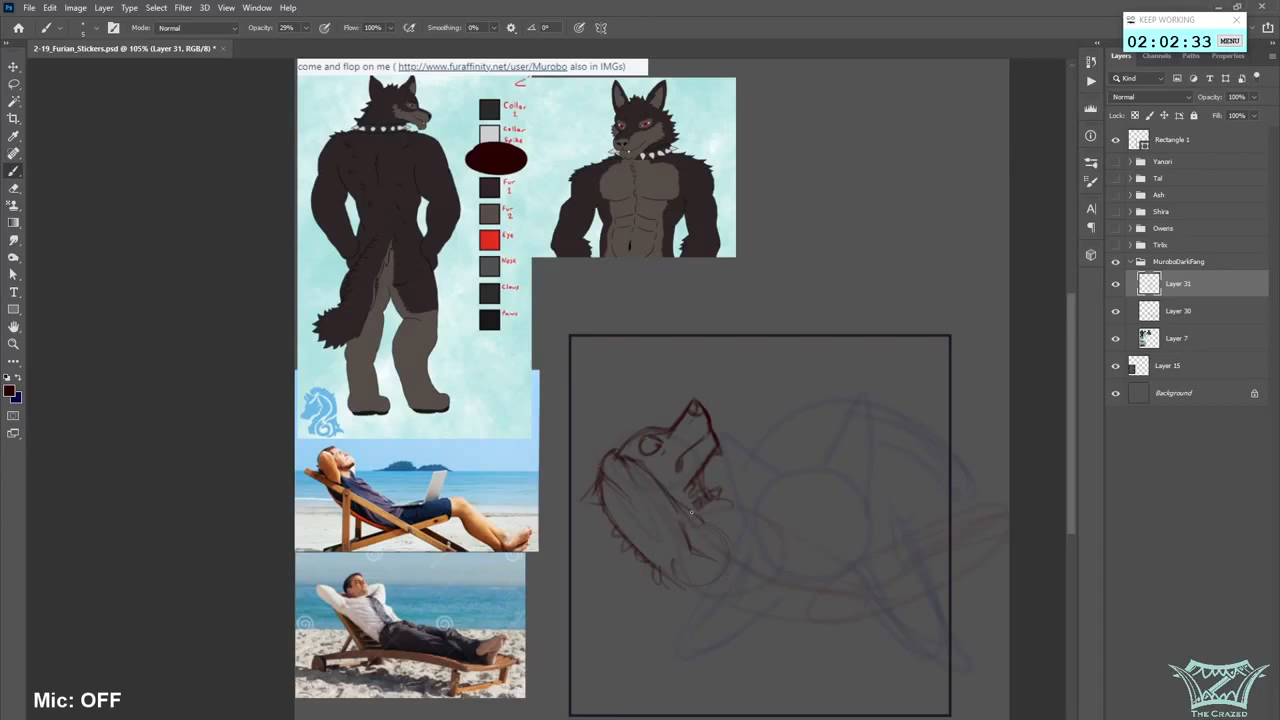 File Edit Image Layer Type Select Filter 3D View Window Help
Mode: Normal Opacity: 29% Flow: 100% Smoothing: 0% 0°
2-19_Furian_Stickers.psd @ 105% (Layer 31, RGB/8) *
KEEP WORKING
02:02:33 MENU
come and flop on me ( http://www.furaffinity.net/user/Murobo also in IMGs)
Collar
1
Collar
Spike
Fur
1
Fur
2
Eye
Nose
Claws
Paws
Layers Channels Paths Properties
Kind
Normal Opacity: 100%
Lock: Fill: 100%
Rectangle 1
Yanori
Tal
Ash
Shira
Owens
Tirlix
MuroboDarkFang
Layer 31
Layer 30
Layer 7
Layer 15
Background
Mic: OFF
THE CRAZED